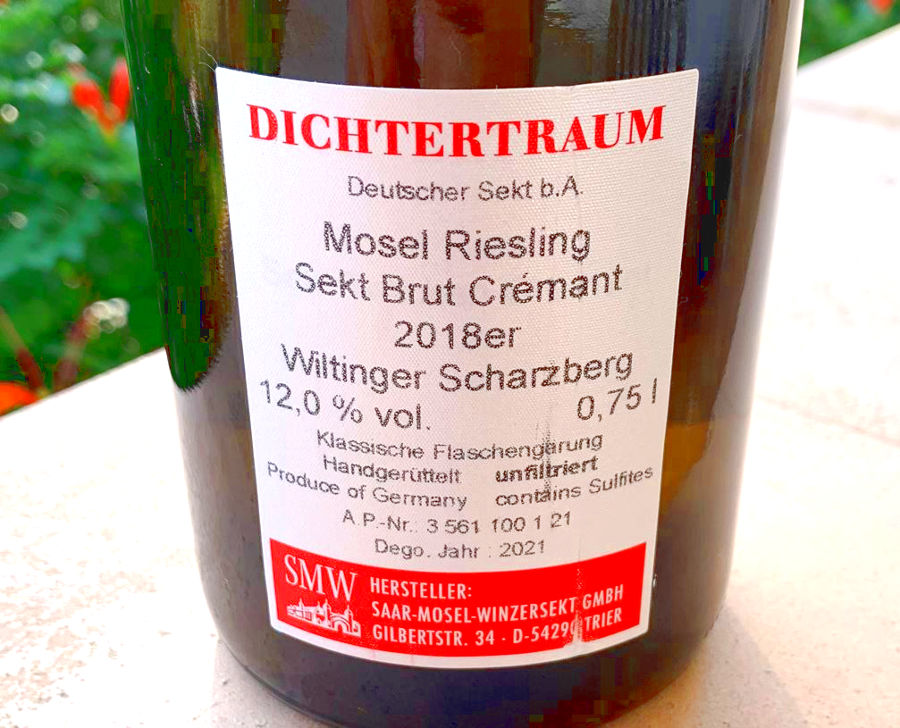 DICHTERTRAUM
Deutscher Sekt b.A.
Mosel Riesling
Sekt Brut Crémant
2018er
Wiltinger Scharzberg
12,0 % vol. 0,75 l
Klassische Flaschengärung
Handgerüttelt unfiltriert
Produce of Germany contains Sulfites
A.P.-Nr.: 3 561 100 1 21
Dego. Jahr : 2021
SMW
HERSTELLER:
SAAR-MOSEL-WINZERSEKT GMBH
GILBERTSTR. 34 · D-54290 TRIER